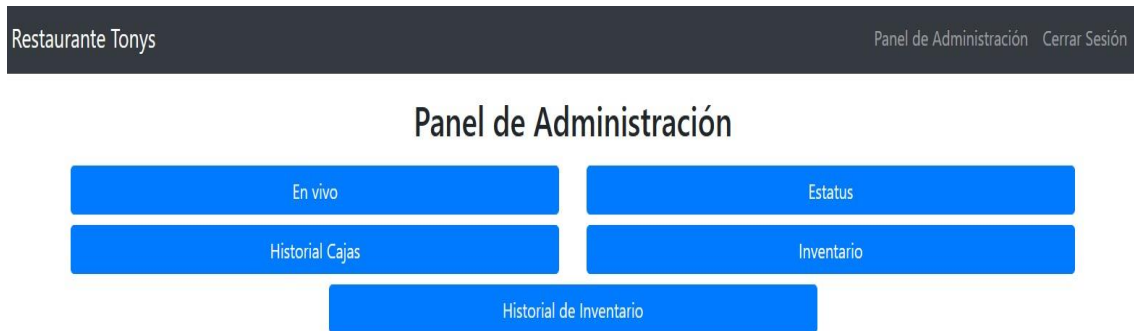 Restaurante Tonys
Panel de Administración Cerrar Sesión
Panel de Administración
En vivo
Estatus
Historial Cajas
Inventario
Historial de Inventario